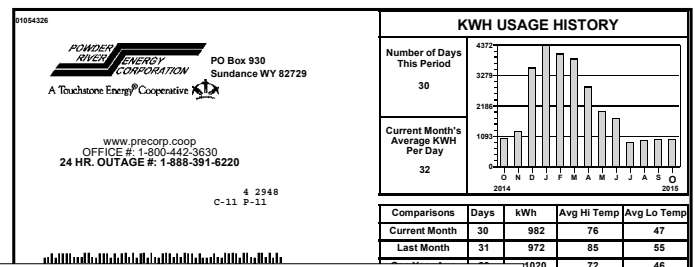 01054326
POWDER
RIVER ENERGY
CORPORATION
A Touchstone Energy® Cooperative
PO Box 930
Sundance WY 82729
www.precorp.coop
OFFICE #: 1-800-442-3630
24 HR. OUTAGE #: 1-888-391-6220
4 2948
C-11 P-11
KWH USAGE HISTORY
Number of Days
This Period
30
Current Month's
Average KWH
Per Day
32
4372
3279
2186
1093
0
O N D J F M A M J J A S O
2014 2015
Comparisons Days kWh Avg Hi Temp Avg Lo Temp
Current Month 30 982 76 47
Last Month 31 972 85 55
1020 72 46